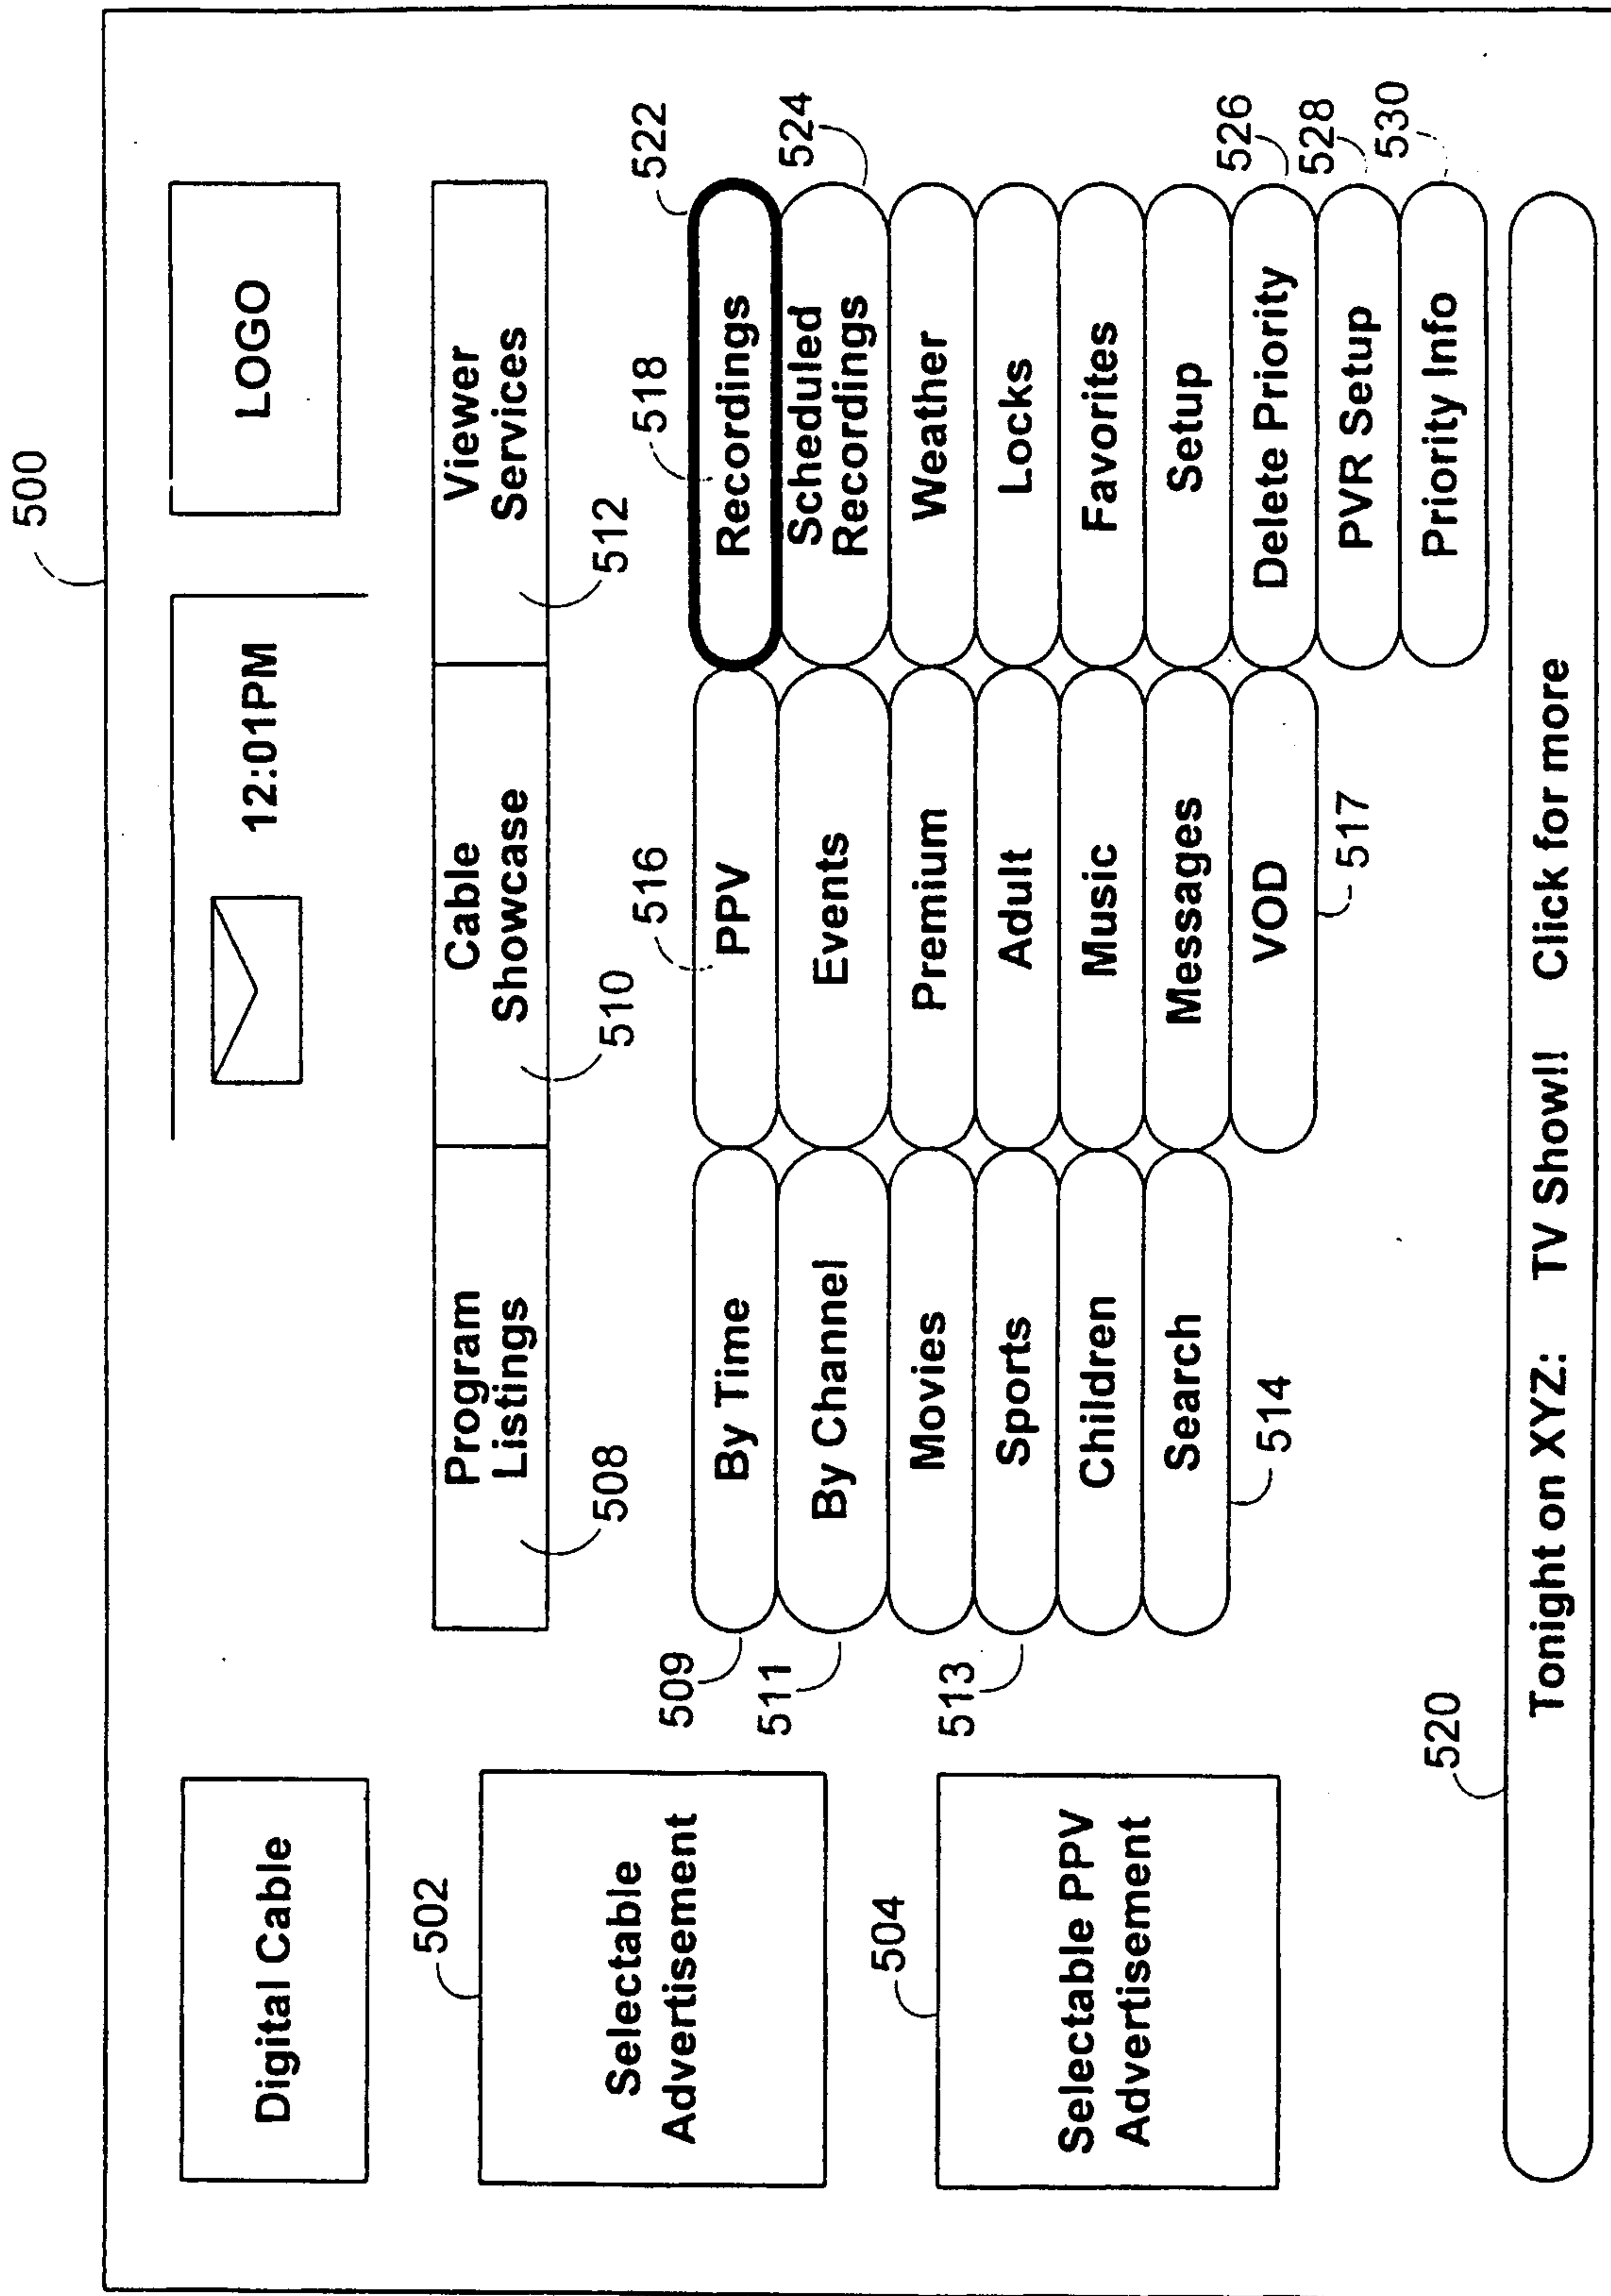 500
Digital Cable
12:01PM
LOGO
502
Selectable
Advertisement
504
Selectable PPV
Advertisement
Program
Listings
Cable
Showcase
Viewer
Services
508
510
512
509
By Time
511
By Channel
Movies
513
Sports
Children
Search
514
516
PPV
Events
Premium
Adult
Music
Messages
VOD
517
518
522
Recordings
Scheduled
Recordings
524
Weather
Locks
Favorites
Setup
Delete Priority
526
PVR Setup
528
Priority Info
530
520
Tonight on XYZ: TV Show!! Click for more